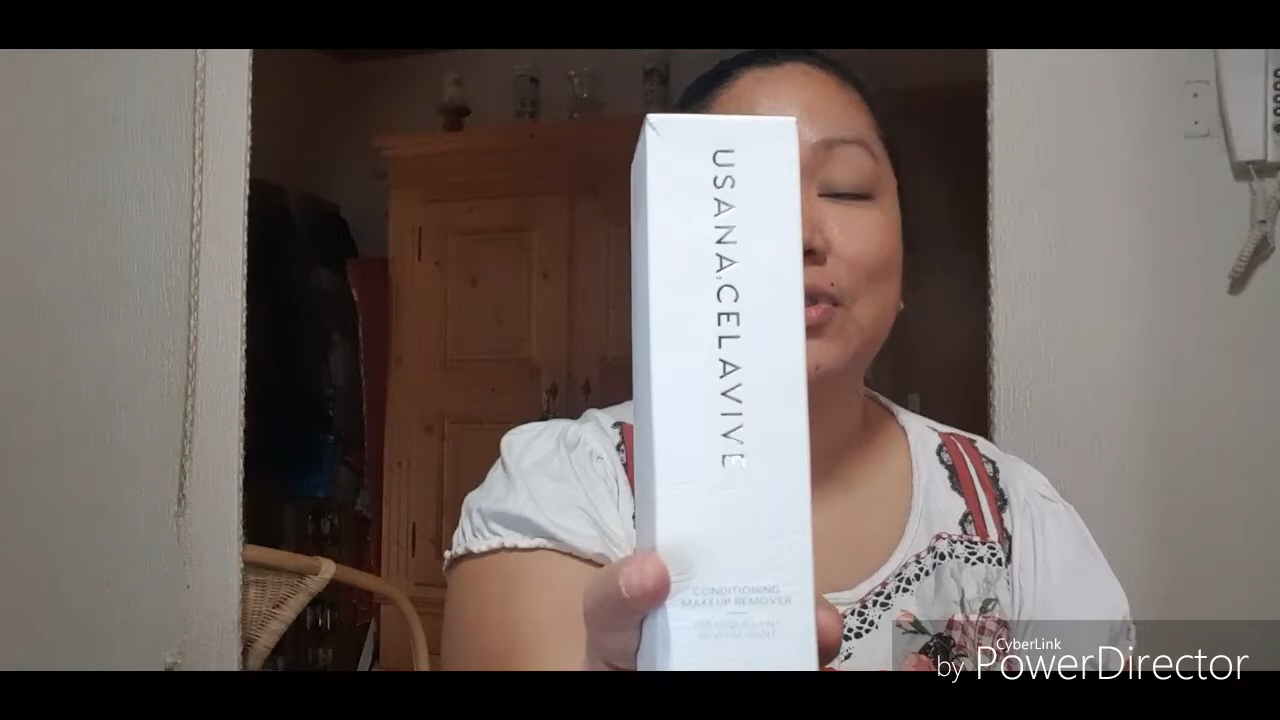 USANA CELAVIVE
CONDITIONING
MAKEUP REMOVER
CyberLink
by PowerDirector